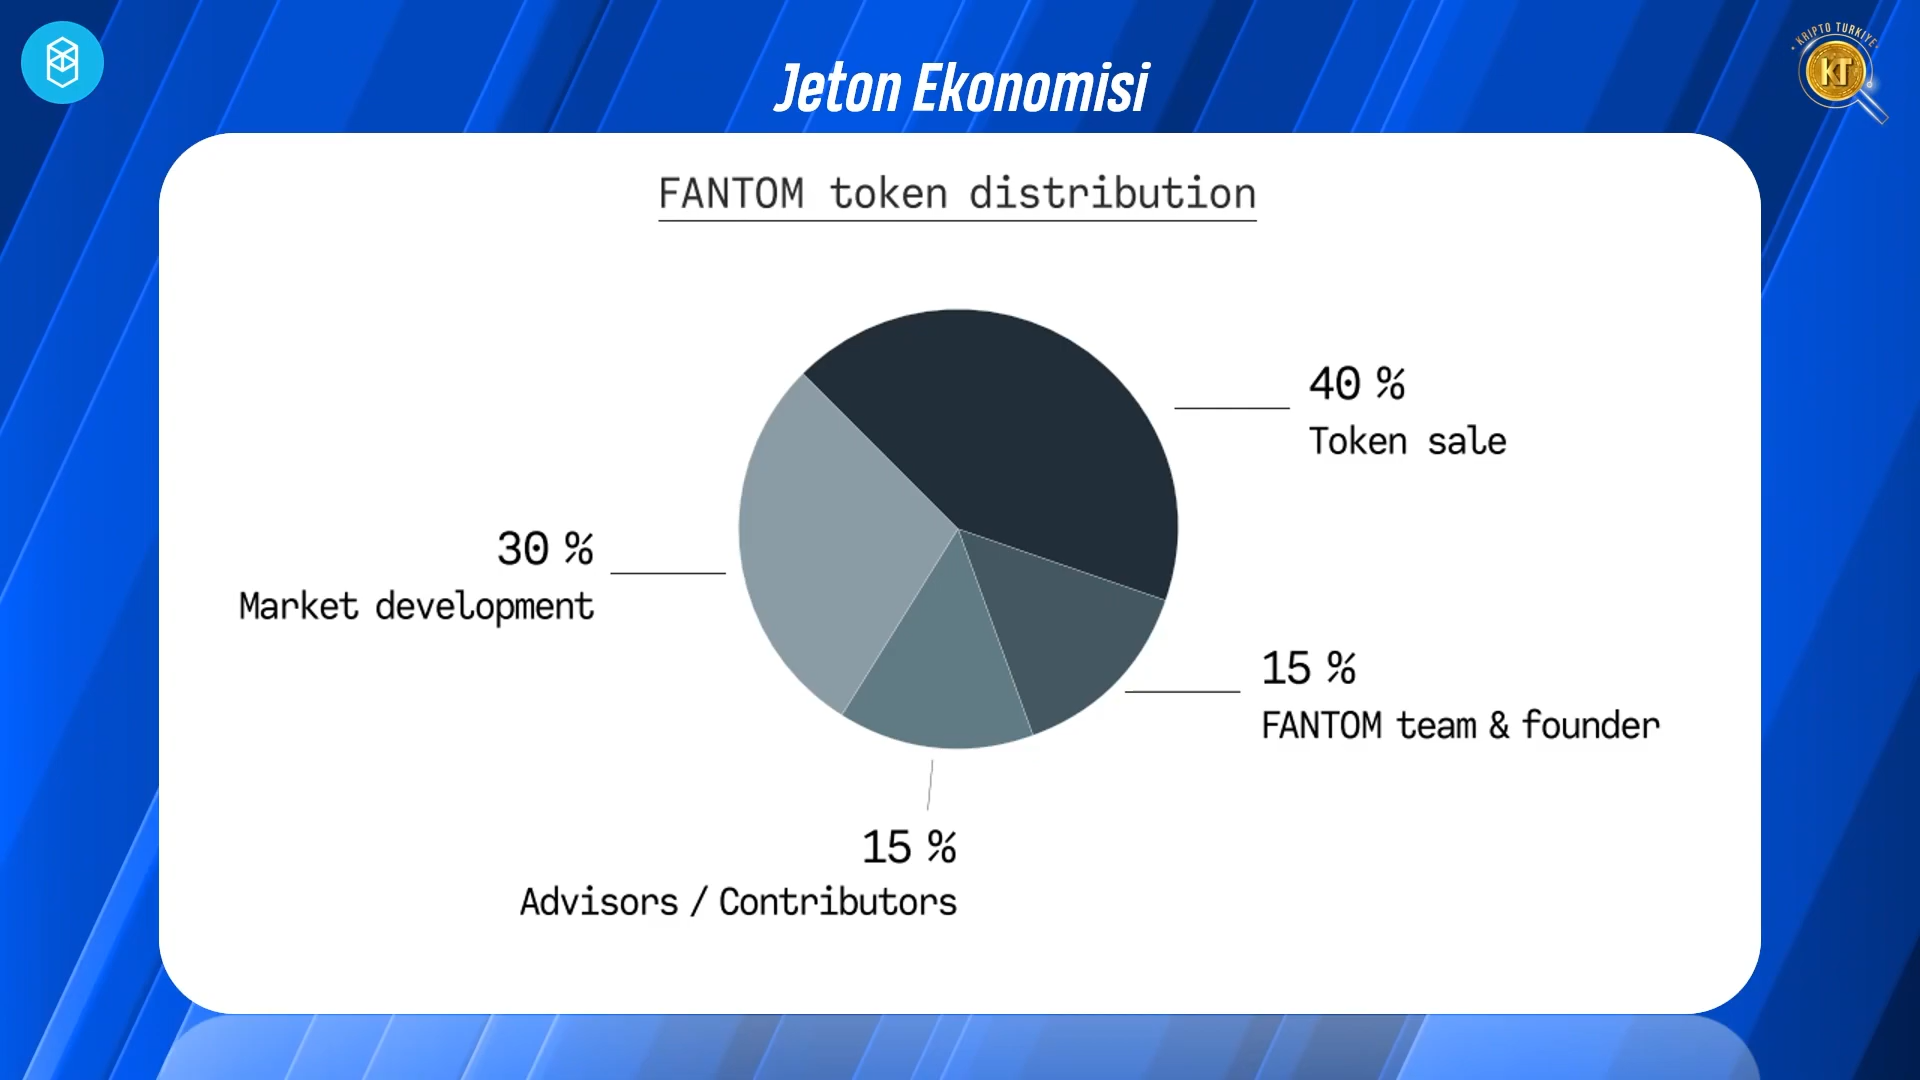 Jeton Ekonomisi
• KRIPTO TURKIYE •
KT
FANTOM token distribution
40 %
Token sale
30 %
Market development
15 %
FANTOM team & founder
15 %
Advisors / Contributors